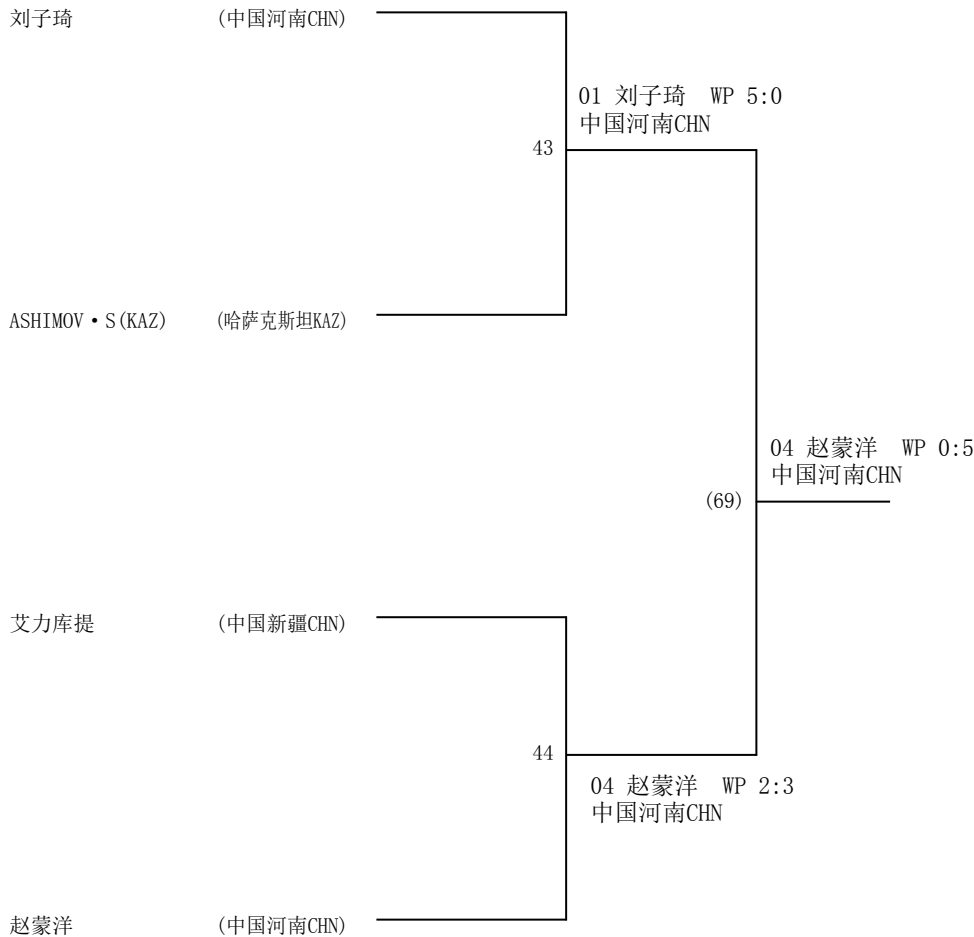 刘子琦 (中国河南CHN)
01 刘子琦 WP 5:0
中国河南CHN
43
ASHIMOV·S(KAZ) (哈萨克斯坦KAZ)
04 赵蒙洋 WP 0:5
中国河南CHN
(69)
艾力库提 (中国新疆CHN)
44
04 赵蒙洋 WP 2:3
中国河南CHN
赵蒙洋 (中国河南CHN)